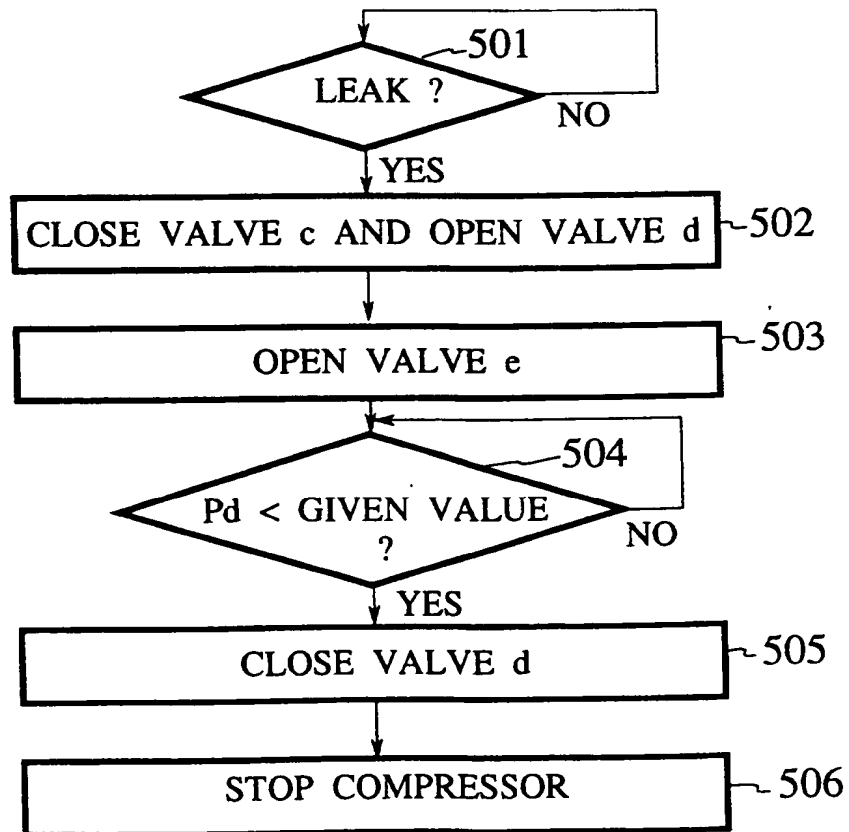 501
LEAK ?
NO
YES
CLOSE VALVE c AND OPEN VALVE d
502
OPEN VALVE e
503
504
Pd < GIVEN VALUE
?
NO
YES
CLOSE VALVE d
505
STOP COMPRESSOR
506